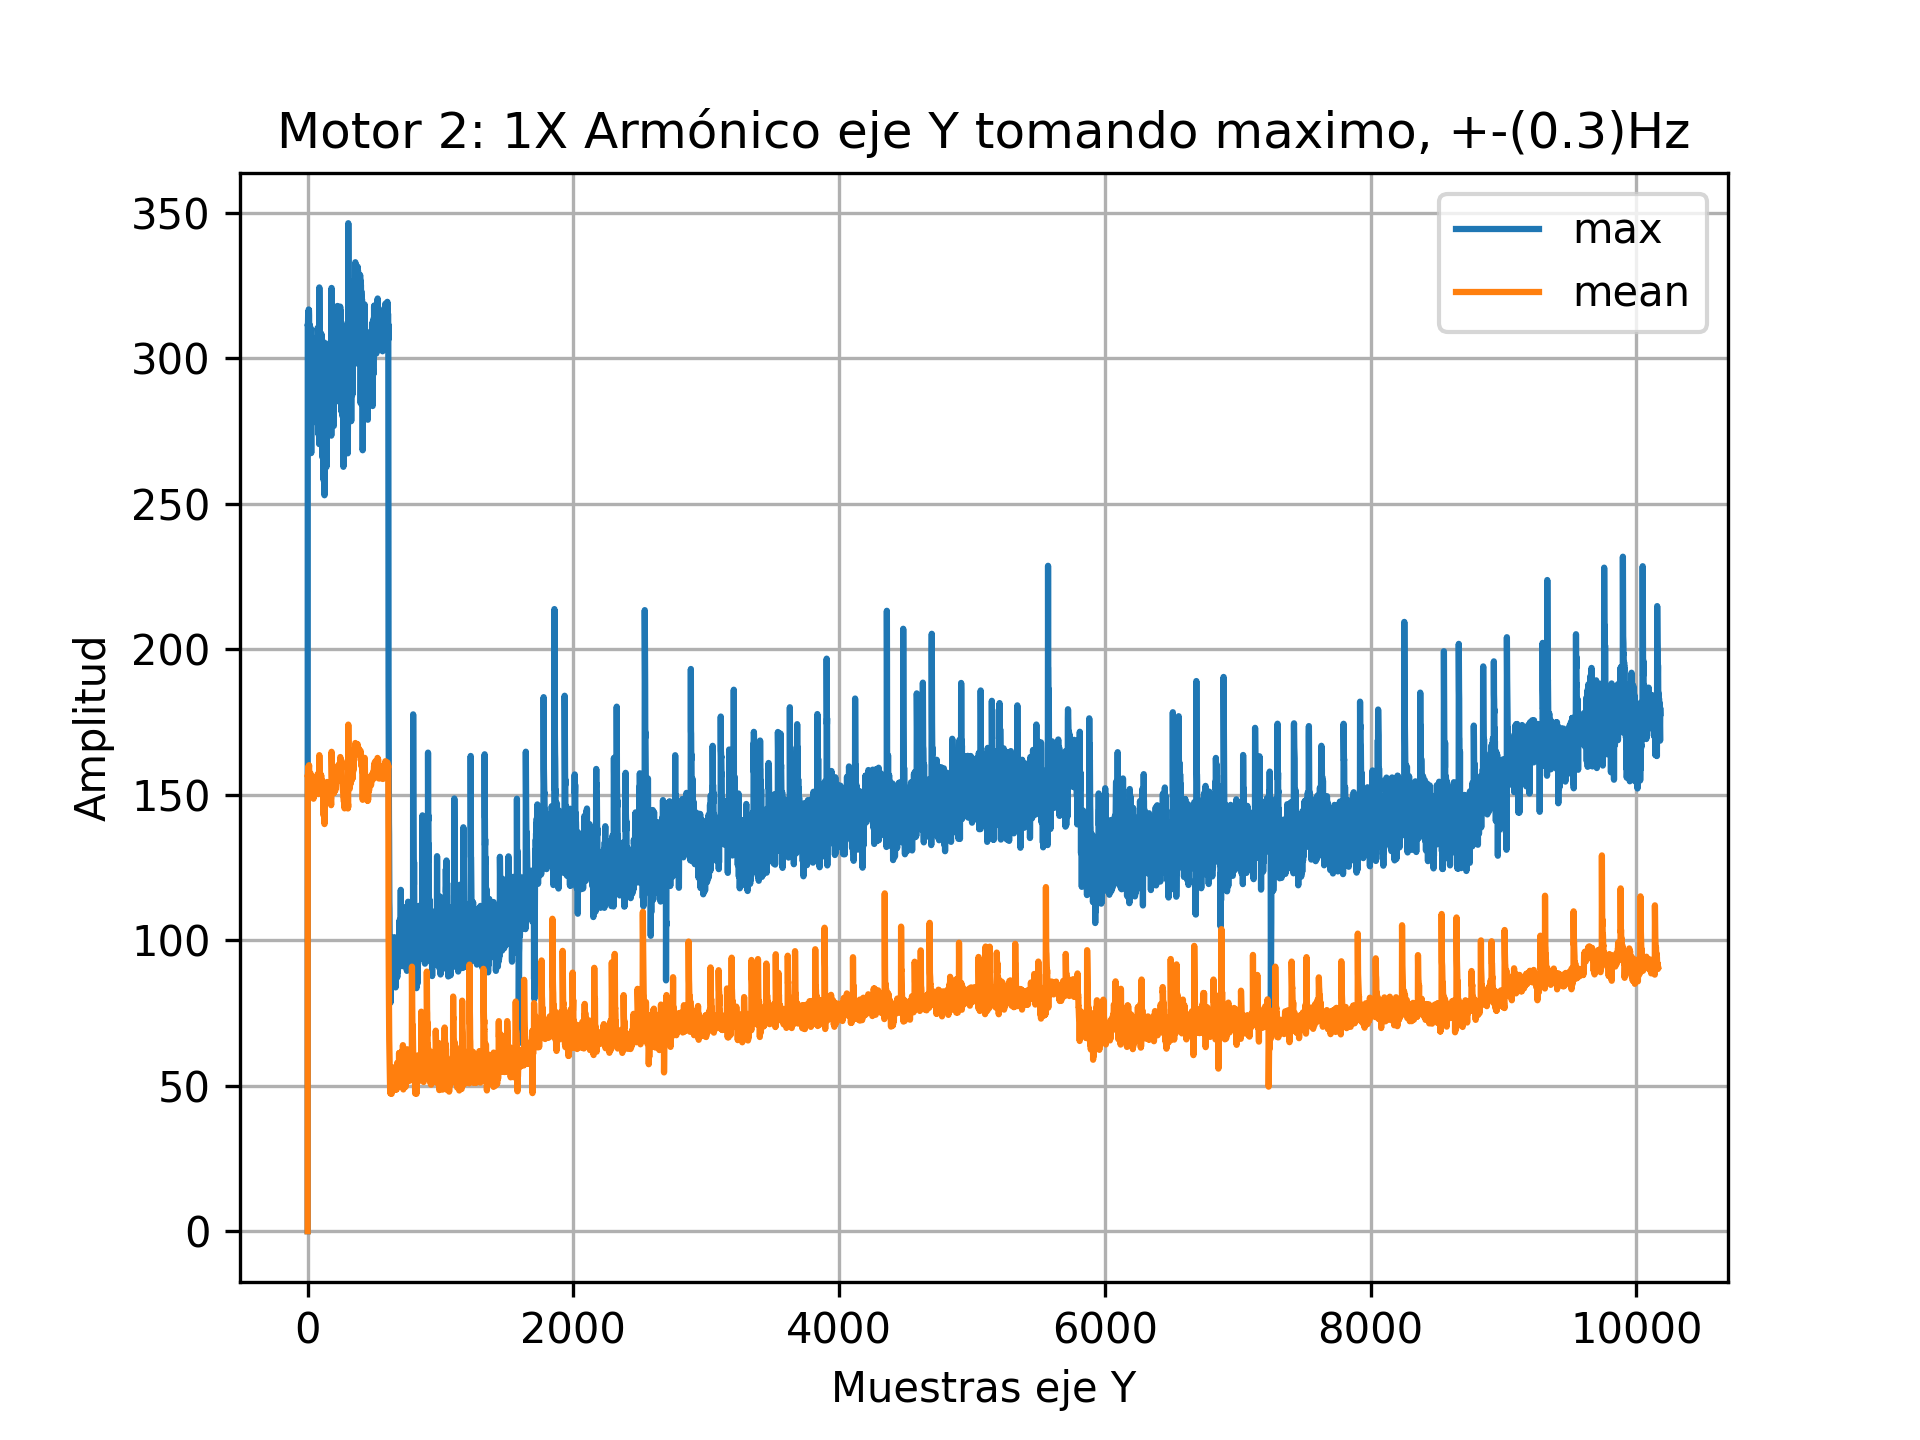 Motor 2: 1X Armónico eje Y tomando maximo, +-(0.3)Hz
max
mean
Amplitud
350
300
250
200
150
100
50
0
0 2000 4000 6000 8000 10000
Muestras eje Y